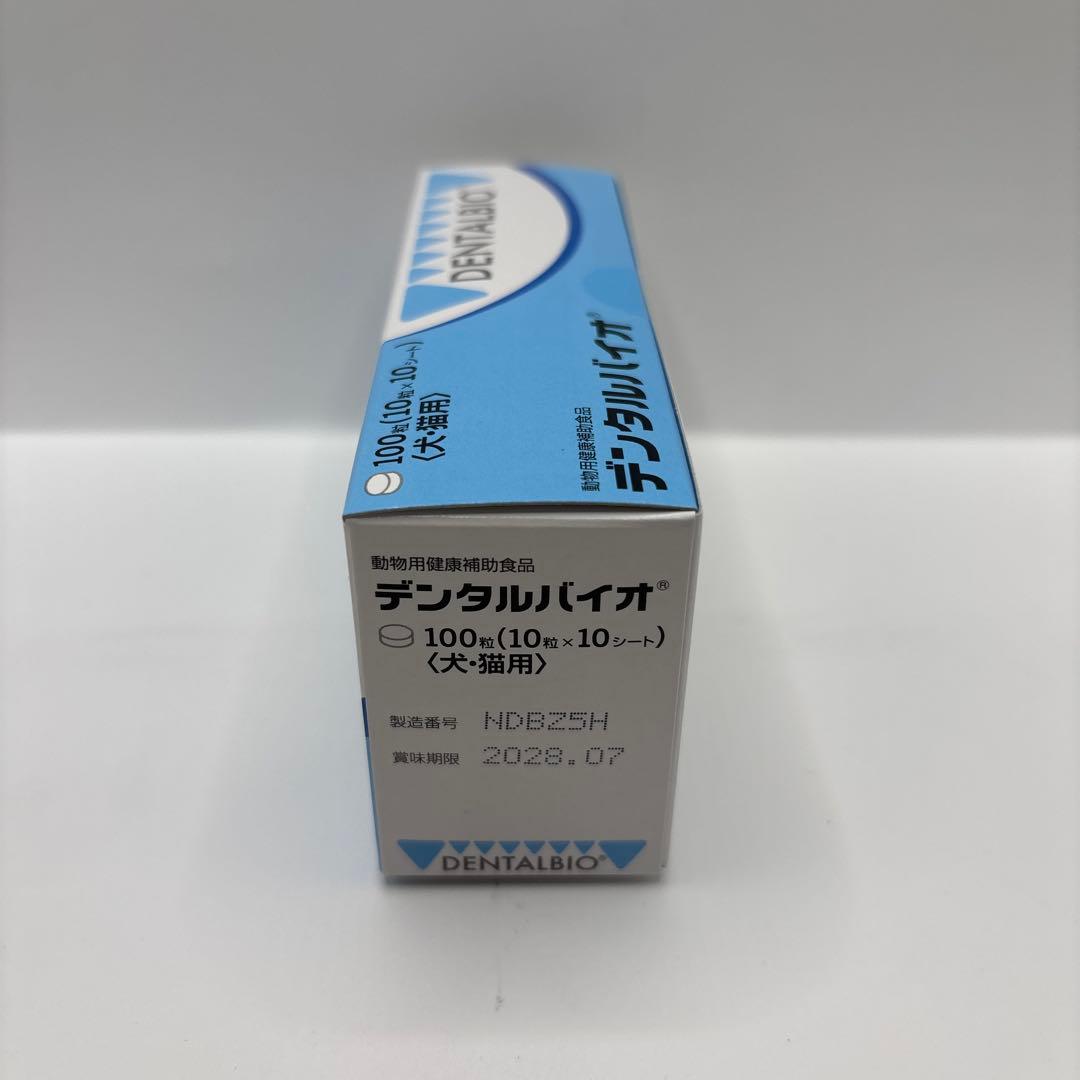 DENTALBIO®
100粒(10粒×10シート)
〈犬・猫用〉
動物用健康補助食品
デンタルバイオ®
動物用健康補助食品
デンタルバイオ®
100粒(10粒×10シート)
〈犬・猫用〉
製造番号 NDBZ5H
賞味期限 2028.07
DENTALBIO®